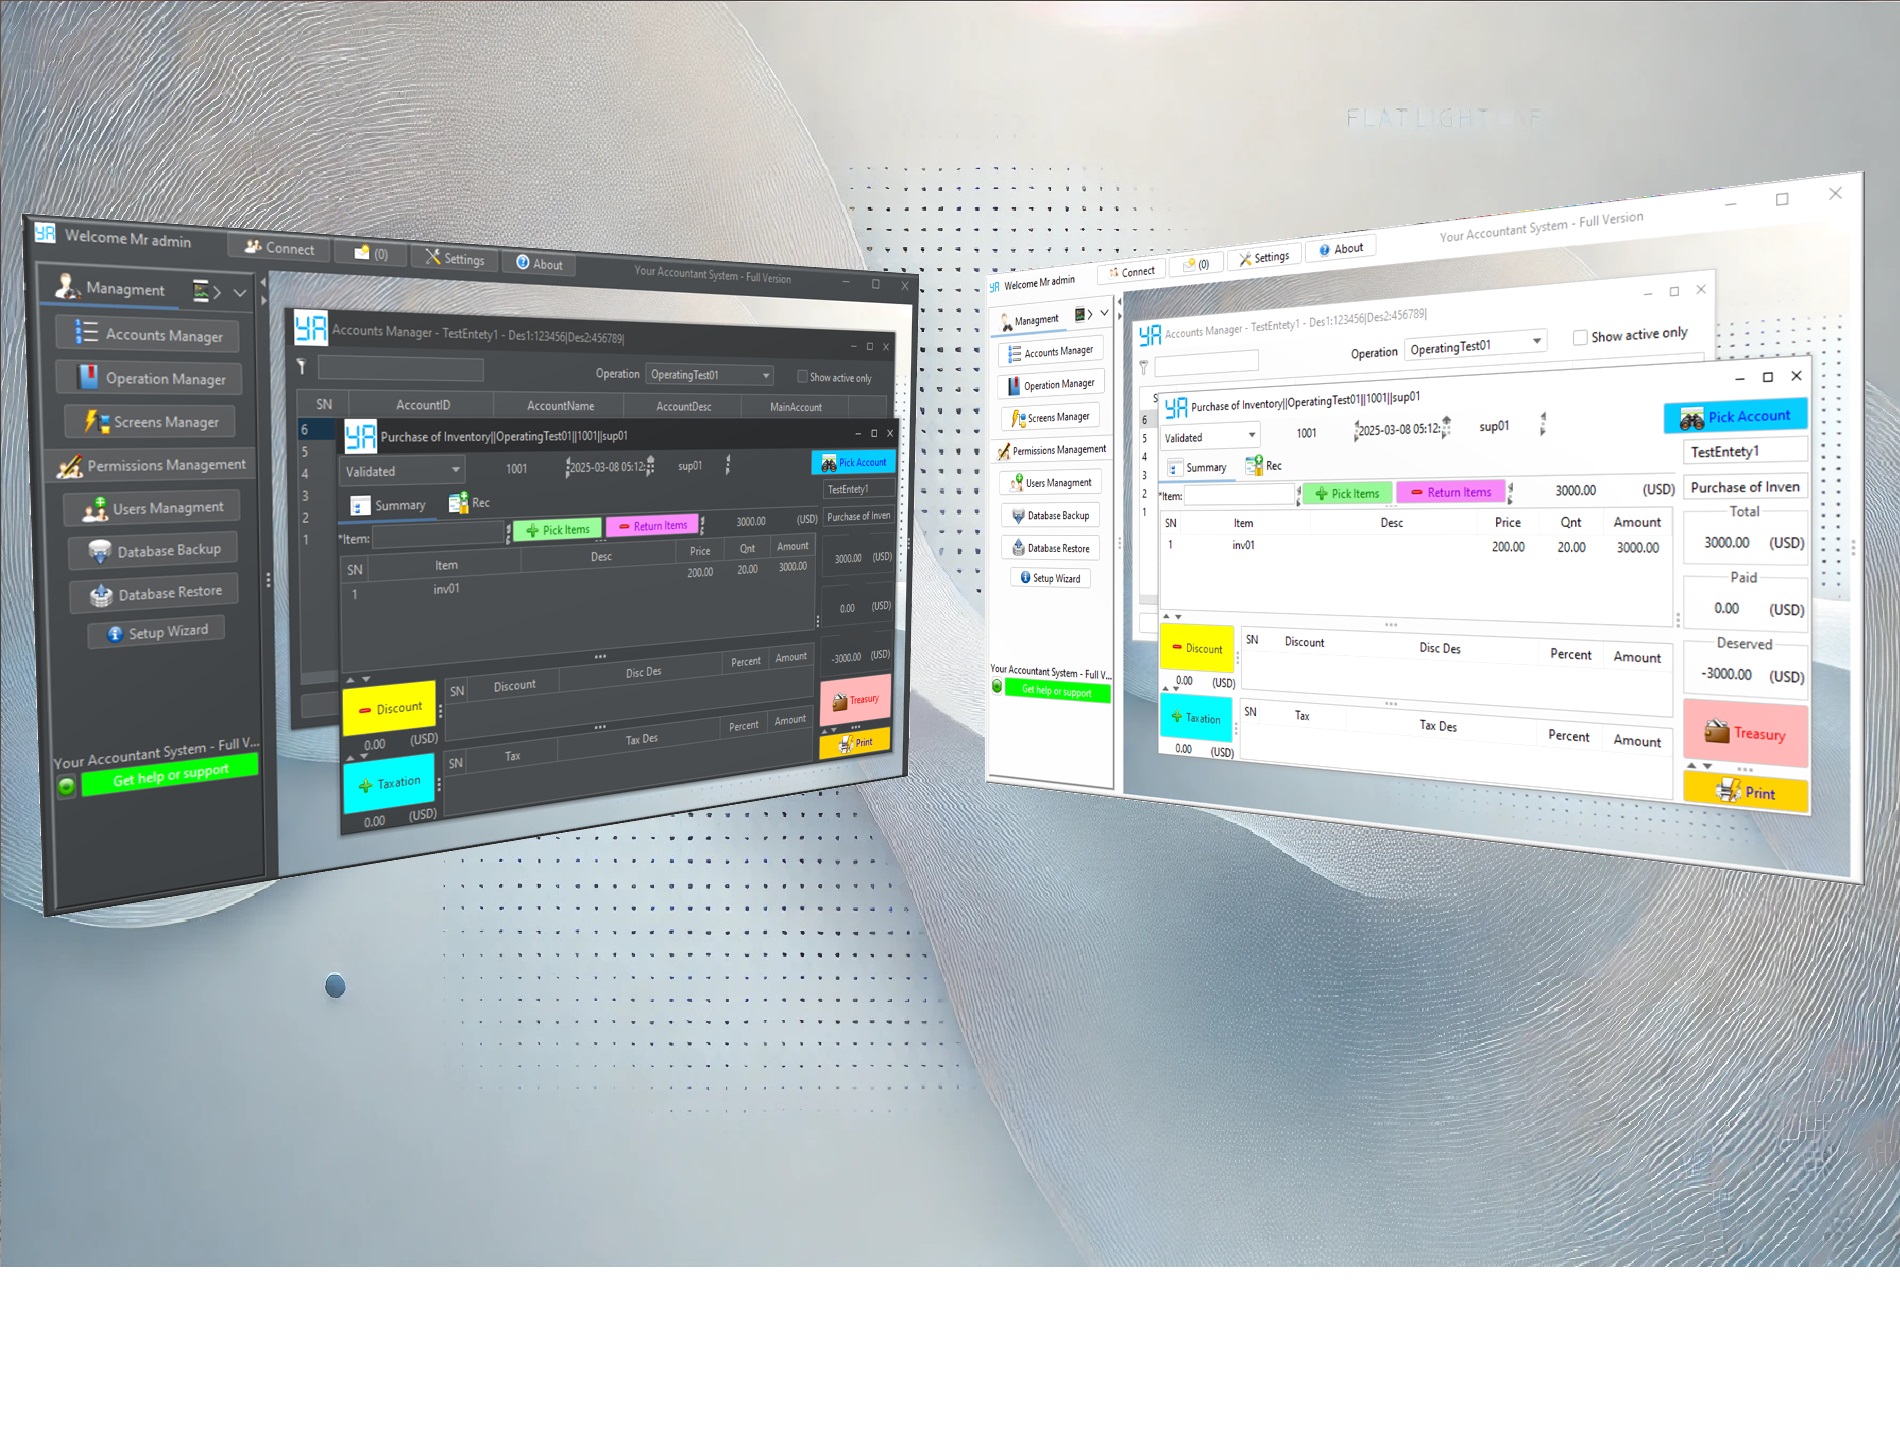 FLATLIGHTLAF
YA Welcome Mr admin
Connect
(0)
Settings
About
Your Accountant System - Full Version
Managment
Accounts Manager
Operation Manager
Screens Manager
Permissions Management
Users Managment
Database Backup
Database Restore
Setup Wizard
Your Accountant System - Full V...
Get help or support
YA Accounts Manager - TestEntety1 - Des1:123456|Des2:456789|
Operation OperatingTest01 Show active only
SN AccountID AccountName AccountDesc MainAccount
6
5
4
3
2
1
YA Purchase of Inventory||OperatingTest01||1001||sup01
Validated 1001 2025-03-08 05:12: sup01 Pick Account
Summary Rec TestEntety1
*Item: Pick Items Return Items 3000.00 (USD) Purchase of Inven
SN Item Desc Price Qnt Amount
1 inv01 200.00 20.00 3000.00
3000.00 (USD)
0.00 (USD)
-3000.00 (USD)
Discount
0.00 (USD)
SN Discount Disc Des Percent Amount
Taxation
0.00 (USD)
SN Tax Tax Des Percent Amount
Treasury
Print
YA Welcome Mr admin
Connect
(0)
Settings
About
Your Accountant System - Full Version
Managment
Accounts Manager
Operation Manager
Screens Manager
Permissions Management
Users Managment
Database Backup
Database Restore
Setup Wizard
Your Accountant System - Full V...
Get help or support
YA Accounts Manager - TestEntety1 - Des1:123456|Des2:456789|
Operation OperatingTest01 Show active only
S
6
5
4
3
2
1
YA Purchase of Inventory||OperatingTest01||1001||sup01
Validated 1001 2025-03-08 05:12: sup01 Pick Account
Summary Rec TestEntety1
*Item: Pick Items Return Items 3000.00 (USD) Purchase of Inven
SN Item Desc Price Qnt Amount
1 inv01 200.00 20.00 3000.00
Total
3000.00 (USD)
Paid
0.00 (USD)
Deserved
-3000.00 (USD)
Discount
0.00 (USD)
SN Discount Disc Des Percent Amount
Taxation
0.00 (USD)
SN Tax Tax Des Percent Amount
Treasury
Print